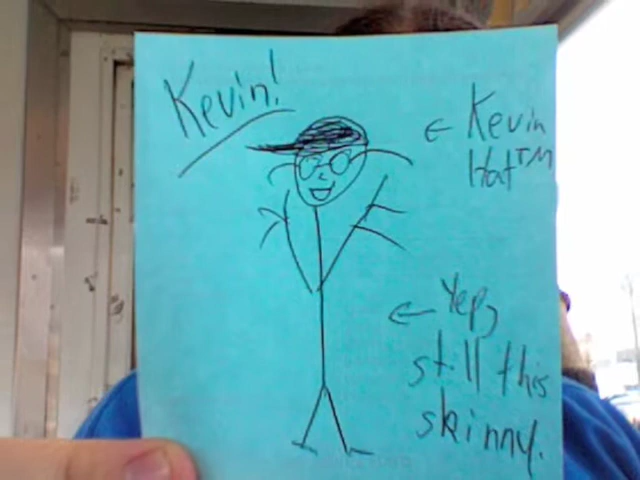 Kevin!
← Kevin
Hat™
← Yep,
still this
skinny.